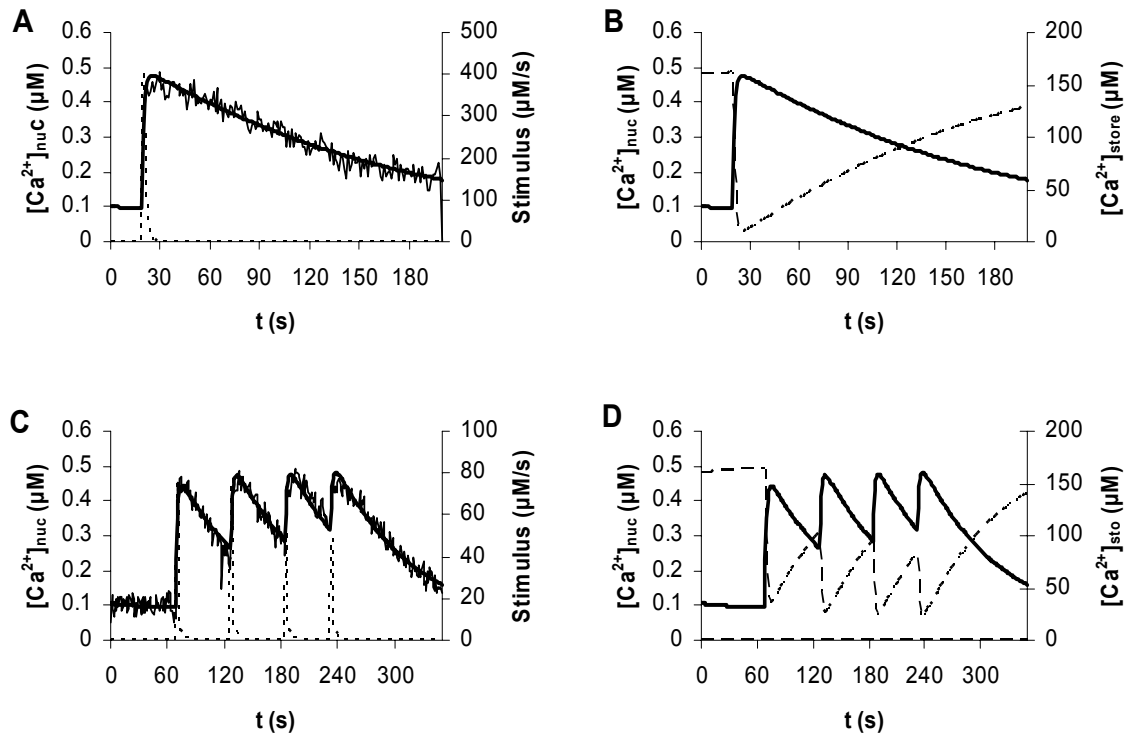 A
B
0.6
0.5
0.4
0.3
0.2
0.1
0
[Ca²⁺]nuc (µM)
500
400
300
200
100
0
Stimulus (µM/s)
0 30 60 90 120 150 180
t (s)
0.6
0.5
0.4
0.3
0.2
0.1
0
[Ca²⁺]nuc (µM)
200
150
100
50
0
[Ca²⁺]store (µM)
0 30 60 90 120 150 180
t (s)
C
D
0.6
0.5
0.4
0.3
0.2
0.1
0
[Ca²⁺]nuc (µM)
100
80
60
40
20
0
Stimulus (µM/s)
0 60 120 180 240 300
t (s)
0.6
0.5
0.4
0.3
0.2
0.1
0
[Ca²⁺]nuc (µM)
200
150
100
50
0
[Ca²⁺]sto (µM)
0 60 120 180 240 300
t (s)